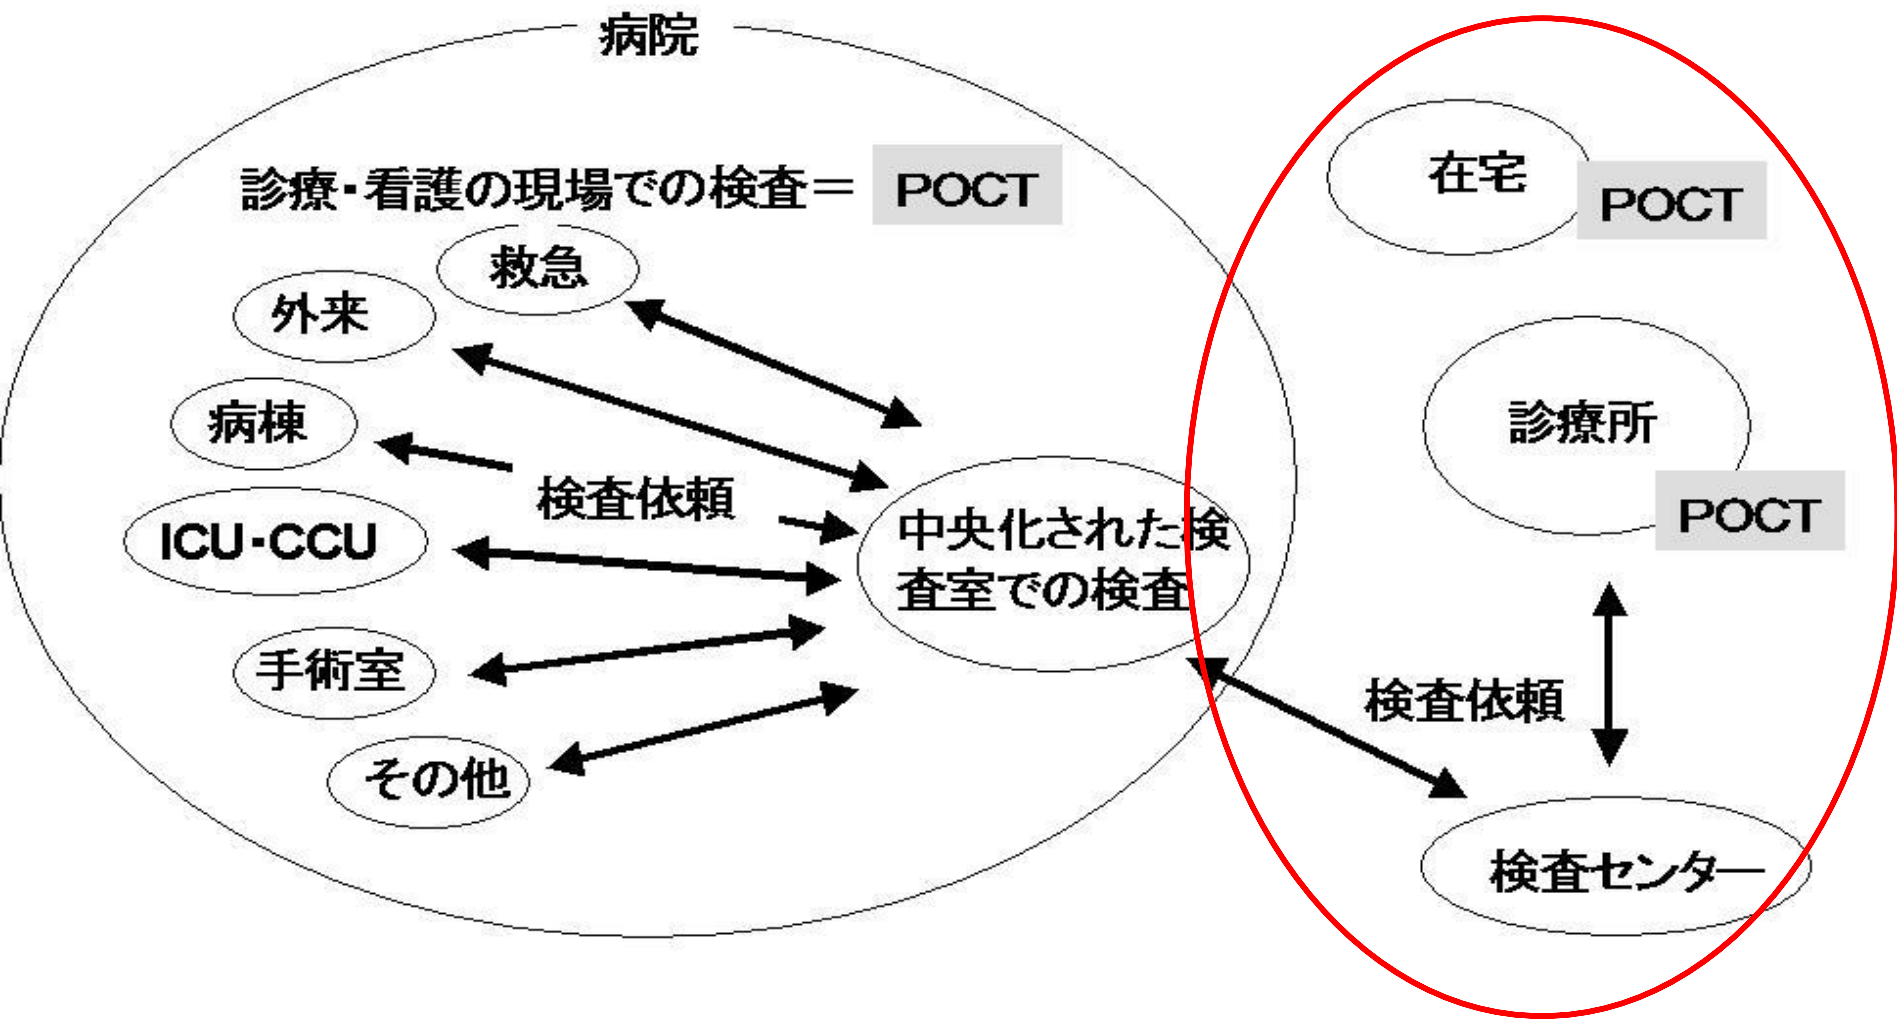 病院
診療・看護の現場での検査＝ POCT
救急
外来
病棟
検査依頼
ICU・CCU
手術室
その他
中央化された検
査室での検査
在宅
POCT
診療所
POCT
検査依頼
検査センター